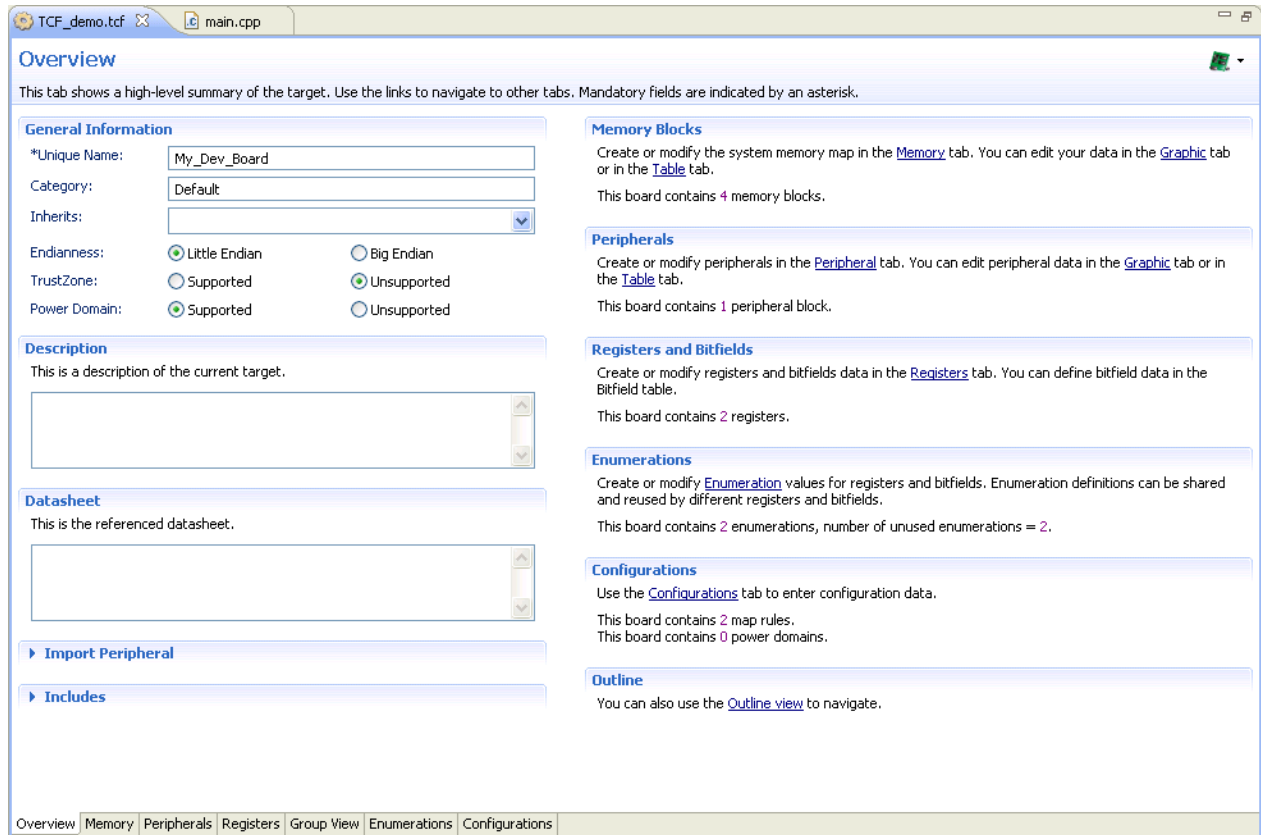 TCF_demo.tcf
main.cpp
Overview
This tab shows a high-level summary of the target. Use the links to navigate to other tabs. Mandatory fields are indicated by an asterisk.
General Information
*Unique Name: My_Dev_Board
Category: Default
Inherits:
Endianness: Little Endian Big Endian
TrustZone: Supported Unsupported
Power Domain: Supported Unsupported
Description
This is a description of the current target.
Datasheet
This is the referenced datasheet.
Import Peripheral
Includes
Memory Blocks
Create or modify the system memory map in the Memory tab. You can edit your data in the Graphic tab
or in the Table tab.
This board contains 4 memory blocks.
Peripherals
Create or modify peripherals in the Peripheral tab. You can edit peripheral data in the Graphic tab or in
the Table tab.
This board contains 1 peripheral block.
Registers and Bitfields
Create or modify registers and bitfields data in the Registers tab. You can define bitfield data in the
Bitfield table.
This board contains 2 registers.
Enumerations
Create or modify Enumeration values for registers and bitfields. Enumeration definitions can be shared
and reused by different registers and bitfields.
This board contains 2 enumerations, number of unused enumerations = 2.
Configurations
Use the Configurations tab to enter configuration data.
This board contains 2 map rules.
This board contains 0 power domains.
Outline
You can also use the Outline view to navigate.
Overview Memory Peripherals Registers Group View Enumerations Configurations